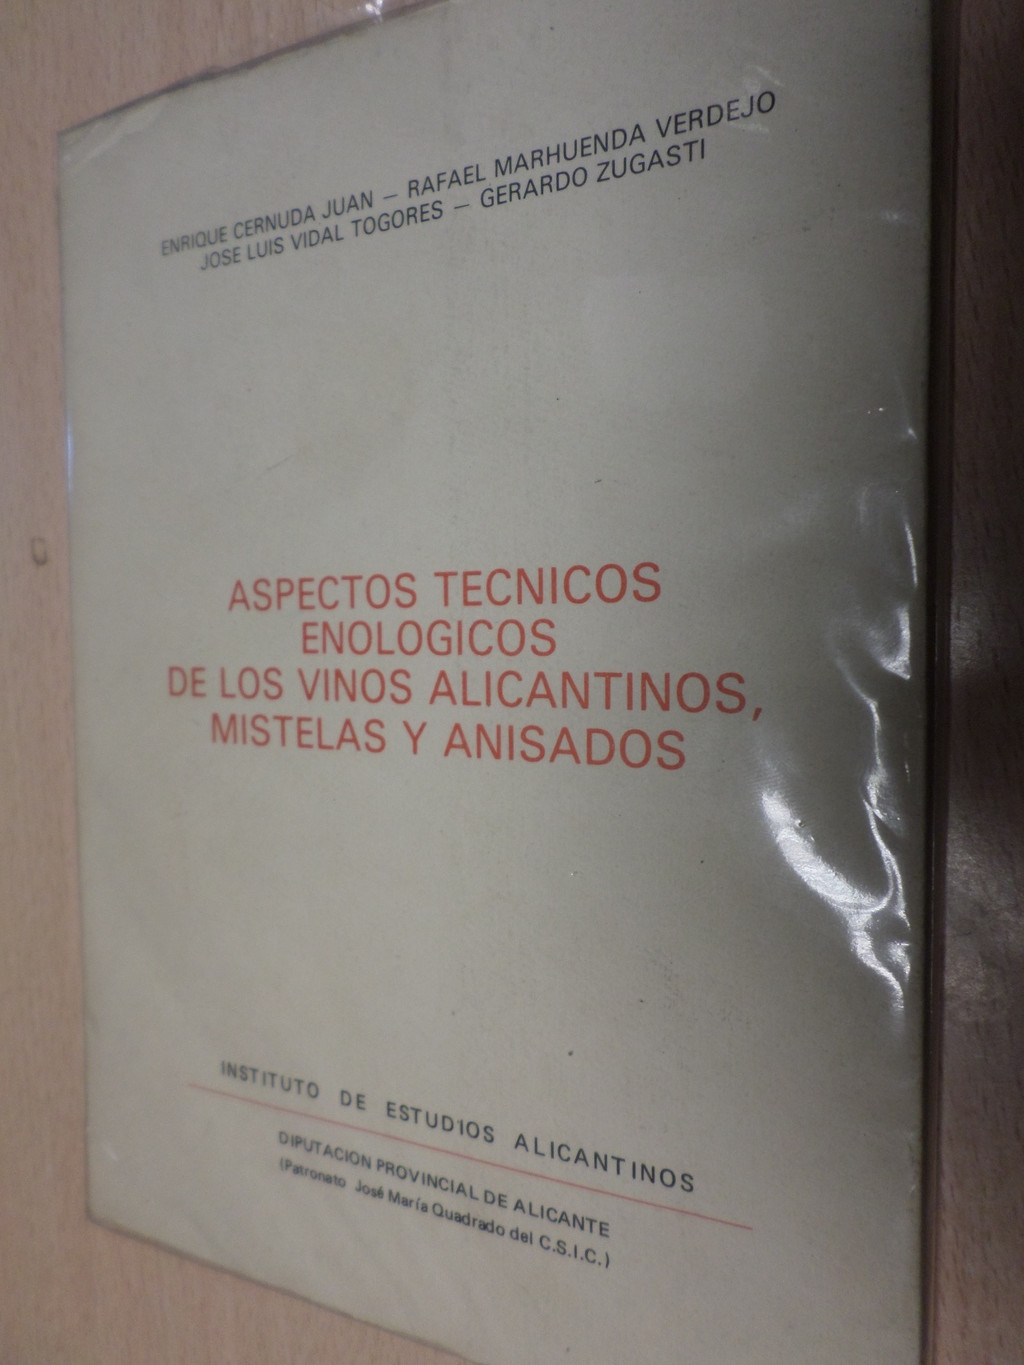 ENRIQUE CERNUDA JUAN — RAFAEL MARHUENDA VERDEJO
JOSE LUIS VIDAL TOGORES — GERARDO ZUGASTI
ASPECTOS TECNICOS
ENOLOGICOS
DE LOS VINOS ALICANTINOS,
MISTELAS Y ANISADOS
INSTITUTO DE ESTUDIOS ALICANTINOS
DIPUTACION PROVINCIAL DE ALICANTE
(Patronato José María Quadrado del C.S.I.C.)